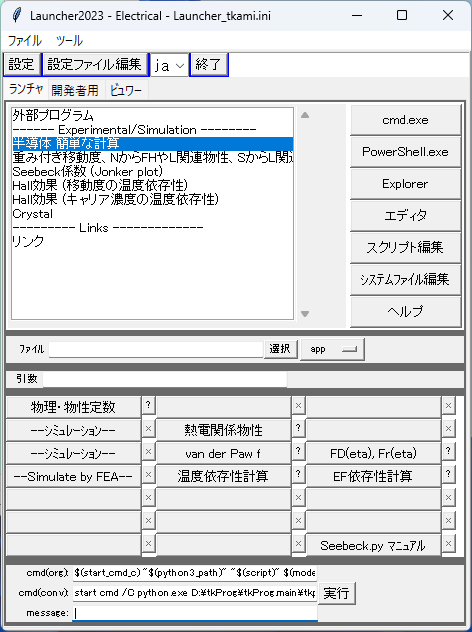 Launcher2023 - Electrical - Launcher_tkami.ini
ファイル ツール
設定 設定ファイル編集 ja 終了
ランチャ 開発者用 ビュワー
外部プログラム
------ Experimental/Simulation --------
半導体 簡単な計算
重み付き移動度、NからFHやL関連物性、SからL関連
Seebeck係数 (Jonker plot)
Hall効果 (移動度の温度依存性)
Hall効果 (キャリア濃度の温度依存性)
Crystal
--------- Links -------------
リンク
cmd.exe
PowerShell.exe
Explorer
エディタ
スクリプト編集
システムファイル編集
ヘルプ
ファイル 選択 app
引数
物理・物性定数 ? × ×
--シミュレーション-- × 熱電関係物性 ? ×
--シミュレーション-- × van der Paw f ? FD(eta), Fr(eta) ?
--Simulate by FEA-- × 温度依存性計算 ? EF依存性計算 ?
× × ×
× × ×
× × Seebeck.py マニュアル ×
cmd(org): $(start_cmd_c) "$(python3_path)" "$(script)" $(mode
cmd(conv): start cmd /C python.exe D:\tkProg\tkProg.main\tkp 実行
message: